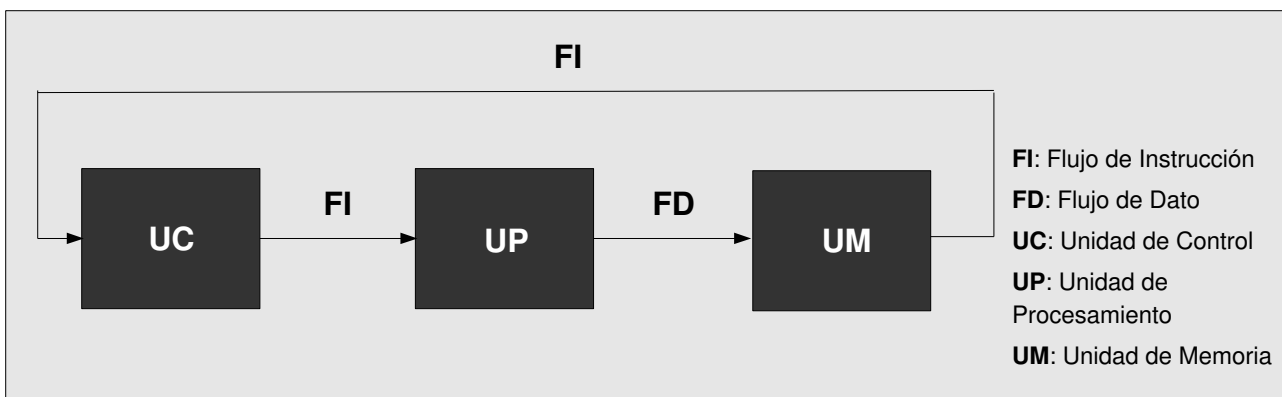 FI
UC
FI
UP
FD
UM
FI: Flujo de Instrucción
FD: Flujo de Dato
UC: Unidad de Control
UP: Unidad de
Procesamiento
UM: Unidad de Memoria